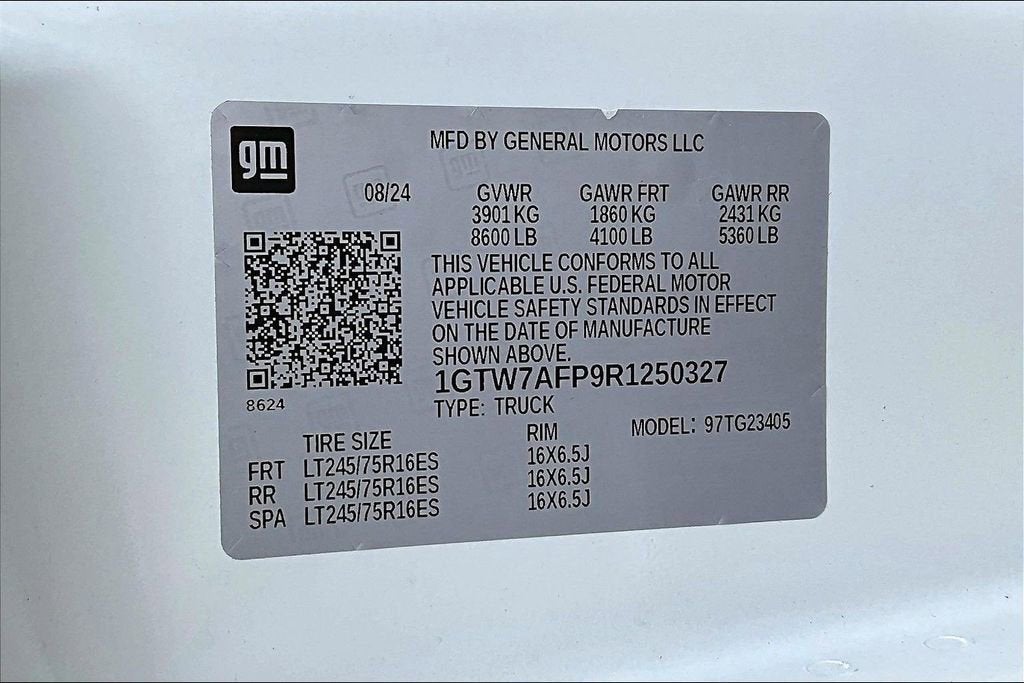 gm
MFD BY GENERAL MOTORS LLC
08/24 GVWR GAWR FRT GAWR RR
3901 KG 1860 KG 2431 KG
8600 LB 4100 LB 5360 LB
THIS VEHICLE CONFORMS TO ALL
APPLICABLE U.S. FEDERAL MOTOR
VEHICLE SAFETY STANDARDS IN EFFECT
ON THE DATE OF MANUFACTURE
SHOWN ABOVE.
1GTW7AFP9R1250327
8624
TYPE: TRUCK
MODEL: 97TG23405
TIRE SIZE RIM
FRT LT245/75R16ES 16X6.5J
RR LT245/75R16ES 16X6.5J
SPA LT245/75R16ES 16X6.5J